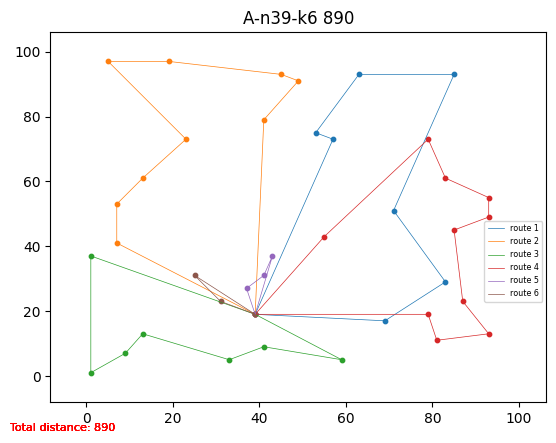 A-n39-k6 890
100
80
60
40
20
0
route 1
route 2
route 3
route 4
route 5
route 6
0 20 40 60 80 100
Total distance: 890